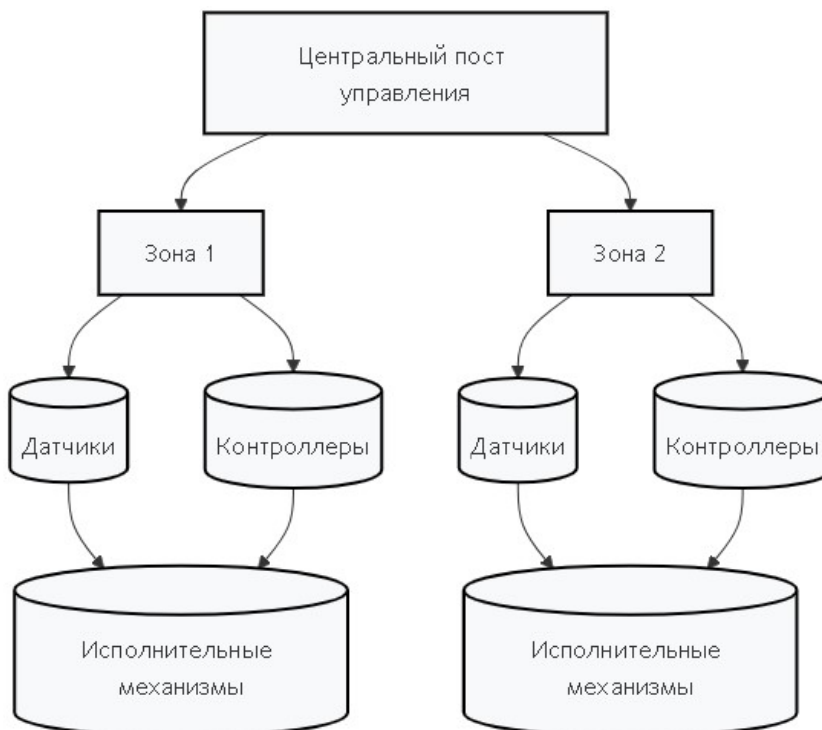 Центральный пост
управления
Зона 1
Зона 2
Датчики
Контроллеры
Датчики
Контроллеры
Исполнительные
механизмы
Исполнительные
механизмы